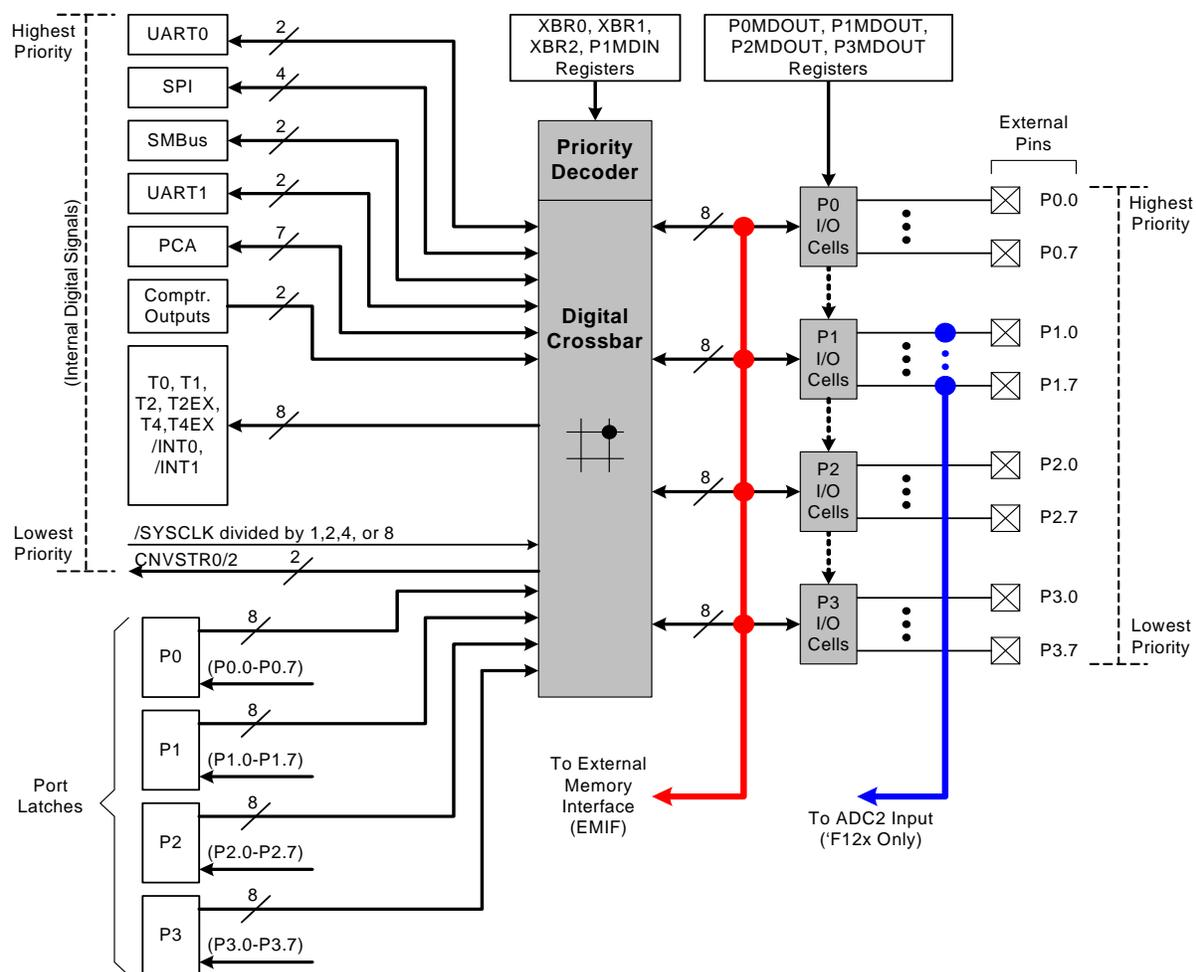 Highest
Priority
UART0
2
SPI
4
SMBus
2
UART1
2
PCA
7
Comptr.
Outputs
2
T0, T1,
T2, T2EX,
T4,T4EX
/INT0,
/INT1
8
(Internal Digital Signals)
Lowest
Priority
/SYSCLK divided by 1,2,4, or 8
CNVSTR0/2
2
XBR0, XBR1,
XBR2, P1MDIN
Registers
P0MDOUT, P1MDOUT,
P2MDOUT, P3MDOUT
Registers
Priority
Decoder
Digital
Crossbar
8
8
8
8
P0
I/O
Cells
P1
I/O
Cells
P2
I/O
Cells
P3
I/O
Cells
External
Pins
P0.0
P0.7
P1.0
P1.7
P2.0
P2.7
P3.0
P3.7
Highest
Priority
Lowest
Priority
Port
Latches
P0
8
(P0.0-P0.7)
P1
8
(P1.0-P1.7)
P2
8
(P2.0-P2.7)
P3
8
(P3.0-P3.7)
To External
Memory
Interface
(EMIF)
To ADC2 Input
(‘F12x Only)